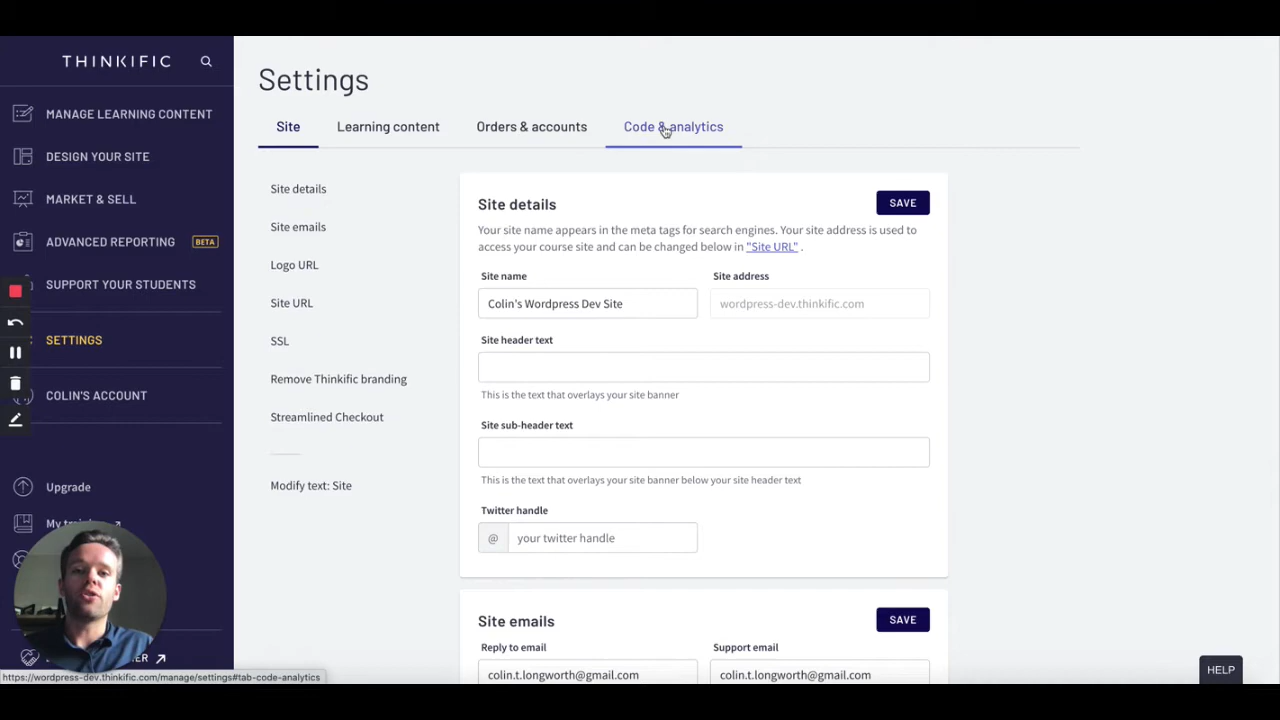 THINKIFIC
MANAGE LEARNING CONTENT
DESIGN YOUR SITE
MARKET & SELL
ADVANCED REPORTING BETA
SUPPORT YOUR STUDENTS
SETTINGS
COLIN'S ACCOUNT
Upgrade
https://wordpress-dev.thinkific.com/manage/settings#tab-code-analytics
Settings
Site Learning content Orders & accounts Code & analytics
Site details
Site emails
Logo URL
Site URL
SSL
Remove Thinkific branding
Streamlined Checkout
Modify text: Site
Site details SAVE
Your site name appears in the meta tags for search engines. Your site address is used to
access your course site and can be changed below in "Site URL" .
Site name Site address
Colin's Wordpress Dev Site wordpress-dev.thinkific.com
Site header text
This is the text that overlays your site banner
Site sub-header text
This is the text that overlays your site banner below your site header text
Twitter handle
@ your twitter handle
Site emails SAVE
Reply to email Support email
colin.t.longworth@gmail.com colin.t.longworth@gmail.com
HELP